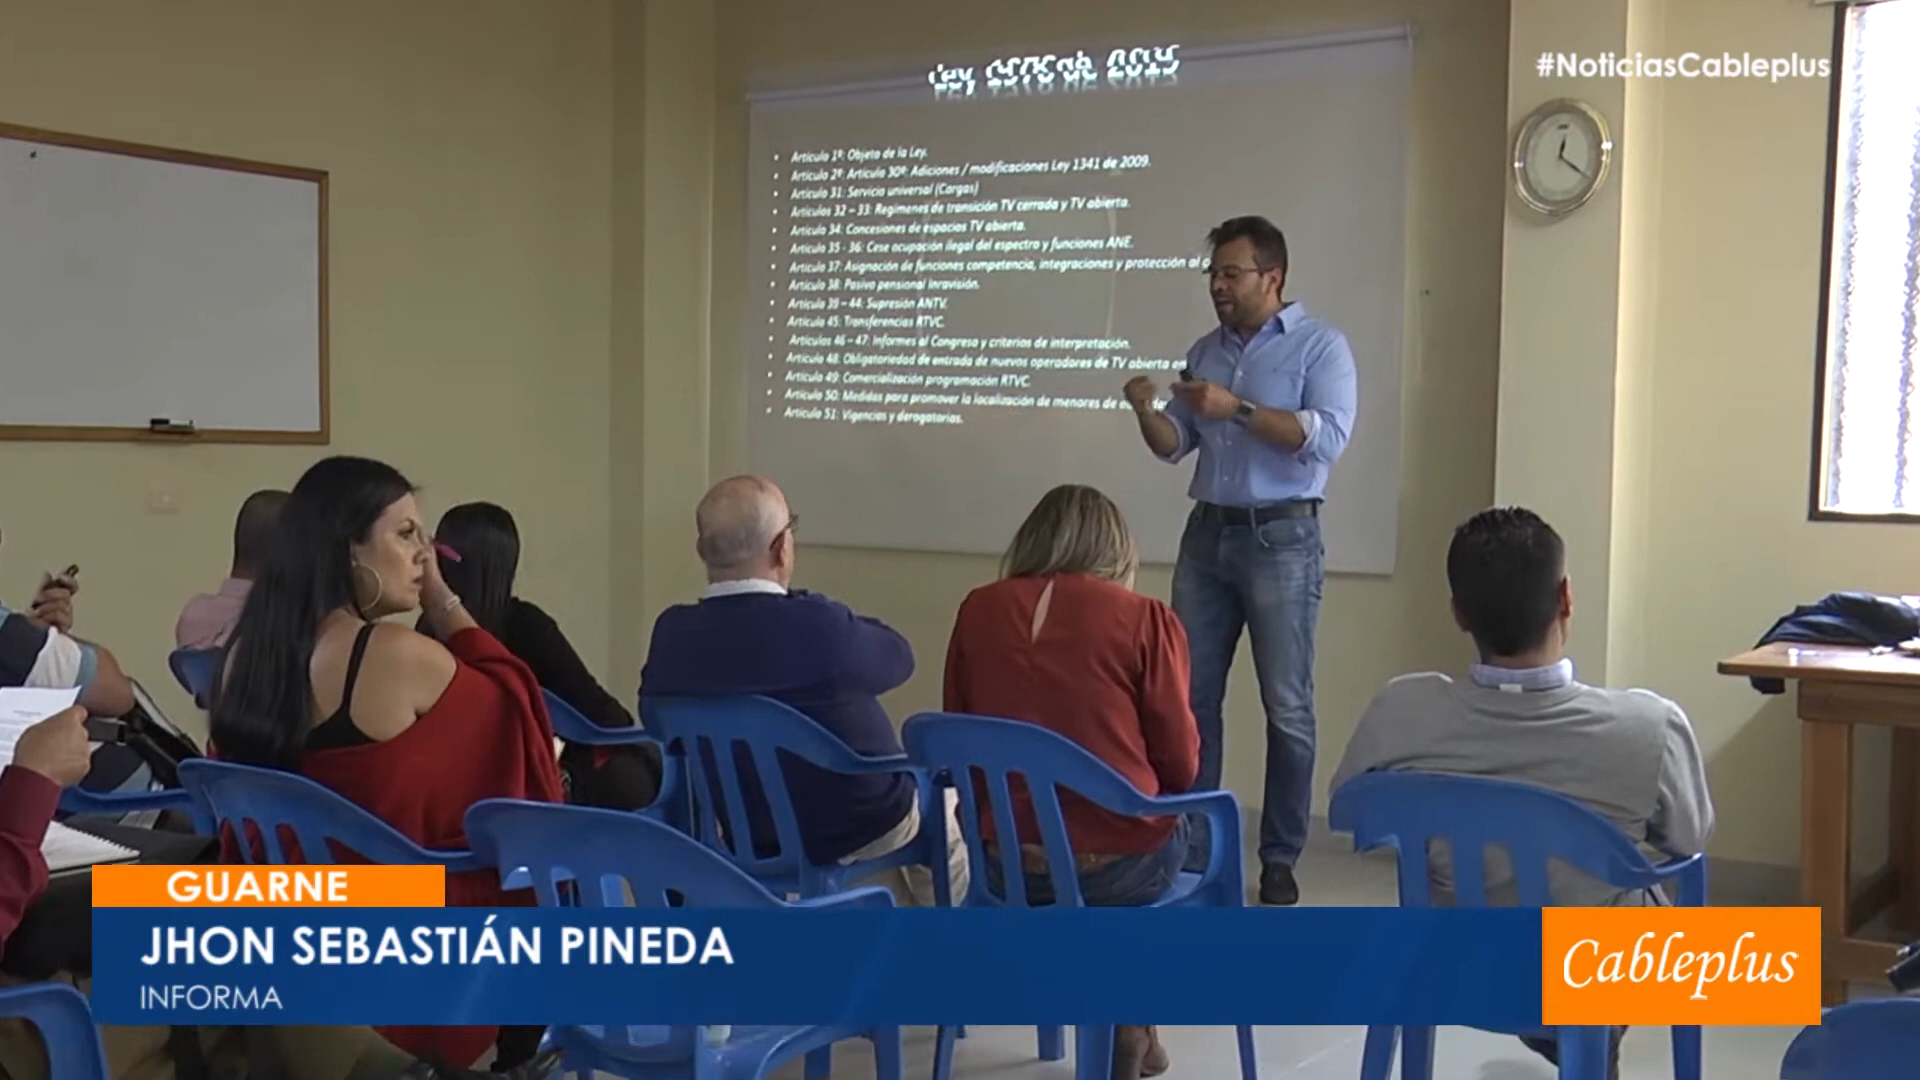 #NoticiasCableplus
Ley 1978 de 2019
• Artículo 1º: Objeto de la Ley.
• Artículo 2º: Artículo 30º: Adiciones / modificaciones Ley 1341 de 2009.
• Artículo 31: Servicio universal (Cargas)
• Artículos 32 – 33: Regimenes de transición TV cerrada y TV abierta.
• Artículo 34: Concesiones de espacios TV abierta.
• Artículo 35 - 36: Cese ocupación ilegal del espectro y funciones ANE.
• Artículo 37: Asignación de funciones competencia, integraciones y protección al
• Artículo 38: Pasivo pensional Inravisión.
• Artículo 39 – 44: Supresión ANTV.
• Artículo 45: Transferencias RTVC.
• Artículos 46 – 47: Informes al Congreso y criterios de interpretación.
• Artículo 48: Obligatoriedad de entrada de nuevos operadores de TV abierta en
• Artículo 49: Comercialización programación RTVC.
• Artículo 50: Medidas para promover la localización de menores de
• Artículo 51: Vigencias y derogatorias.
GUARNE
JHON SEBASTIÁN PINEDA
INFORMA
Cableplus